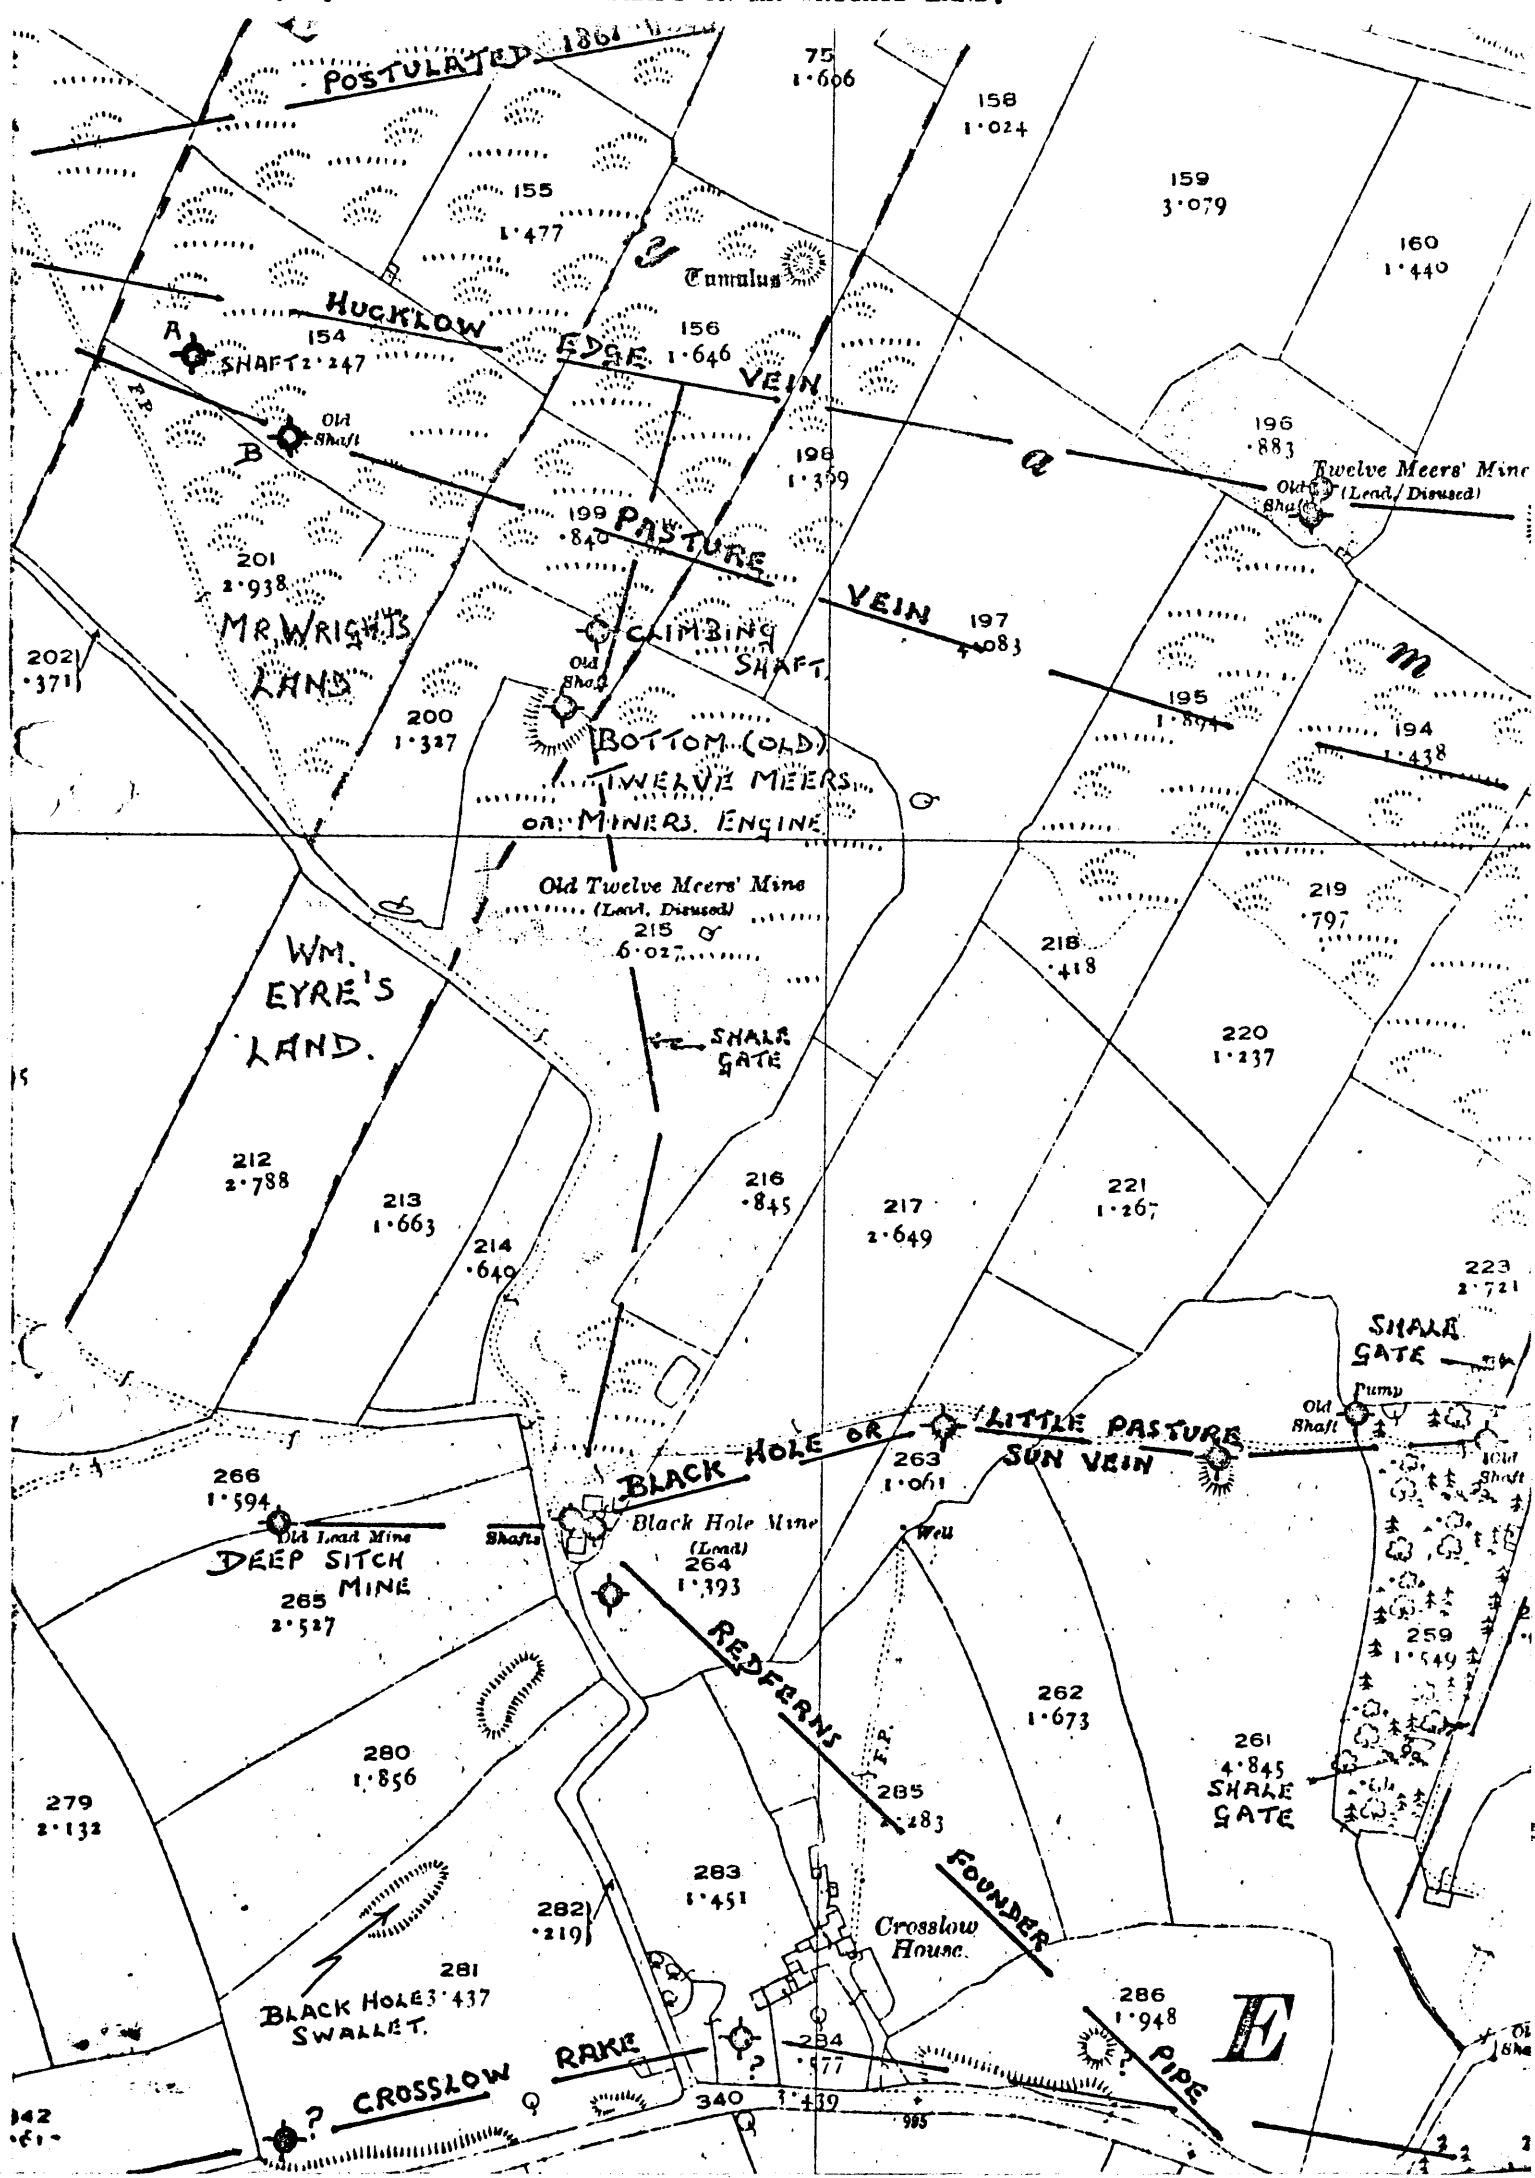 POSTULATED 1861
75
1·606
158
1·024
159
3·079
160
1·440
155
1·477
y
Tumulus
HUCKLOW EDGE VEIN
A
SHAFT
154
2·247
156
1·646
F.P.
B
Old
Shaft
198
a
196
·883
Twelve Meers' Mine
(Lead, Disused)
Old
Shaft
199
·840
PASTURE VEIN
201
2·938
MR. WRIGHTS
LAND
202
·371
CLIMBING
SHAFT
197
Old
Shaft
200
1·327
m
195
1·894
194
1·438
BOTTOM (OLD)
TWELVE MEERS
OR MINERS ENGINE
Old Twelve Meers' Mine
(Lead, Disused)
215
6·027
219
·797
218
·418
WM.
EYRE'S
LAND.
SHALE
GATE
220
1·237
212
2·788
213
1·663
214
·640
216
·845
217
2·649
221
1·267
223
2·721
SHALE
GATE
Pump
Old
Shaft
BLACK HOLE OR LITTLE PASTURE
SUN VEIN
263
1·061
Old
Shaft
266
1·594
Old Lead Mine
DEEP SITCH
MINE
265
2·527
Shafts
Black Hole Mine
(Lead)
264
1·393
Well
259
1·549
REDFERNS FOUNDER PIPE
262
1·673
F.P.
261
4·845
SHALE
GATE
280
1·856
279
2·132
285
283
1·451
282
·219
Crosslow
House.
281
3·437
BLACK HOLE
SWALLET.
286
1·948
E
?
CROSSLOW RAKE
?
284
·577
?
340
3·439
995